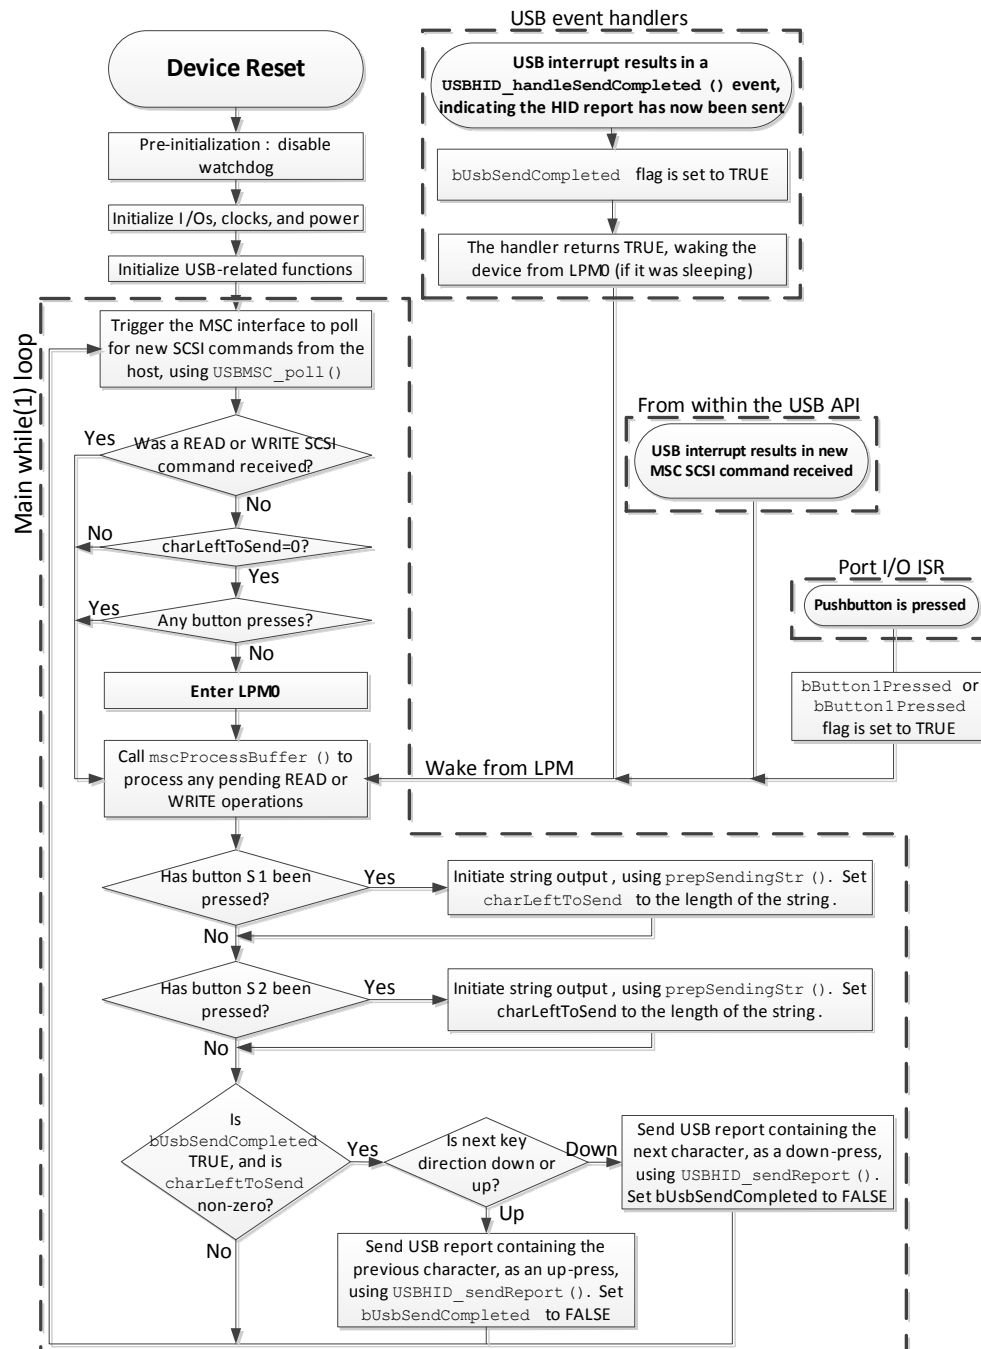 USB event handlers
Device Reset
USB interrupt results in a
USBHID_handleSendCompleted () event,
indicating the HID report has now been sent
Pre-initialization : disable
watchdog
bUsbSendCompleted flag is set to TRUE
Initialize I/Os, clocks, and power
The handler returns TRUE, waking the
device from LPM0 (if it was sleeping)
Initialize USB-related functions
Main while(1) loop
Trigger the MSC interface to poll
for new SCSI commands from the
host, using USBMSC_poll()
From within the USB API
USB interrupt results in new
MSC SCSI command received
Yes
Was a READ or WRITE SCSI
command received?
No
No
charLeftToSend=0?
Yes
Port I/O ISR
Pushbutton is pressed
Yes
Any button presses?
No
Enter LPM0
bButton1Pressed or
bButton1Pressed
flag is set to TRUE
Call mscProcessBuffer () to
process any pending READ or
WRITE operations
Wake from LPM
Has button S1 been
pressed?
Yes
Initiate string output , using prepSendingStr (). Set
charLeftToSend to the length of the string .
No
Has button S2 been
pressed?
Yes
Initiate string output , using prepSendingStr (). Set
charLeftToSend to the length of the string .
No
Is
bUsbSendCompleted
TRUE, and is
charLeftToSend
non-zero?
Yes
Is next key
direction down or
up?
Down
Send USB report containing the
next character, as a down-press,
using USBHID_sendReport ().
Set bUsbSendCompleted to FALSE
Up
No
Send USB report containing the
previous character, as an up-press,
using USBHID_sendReport (). Set
bUsbSendCompleted to FALSE